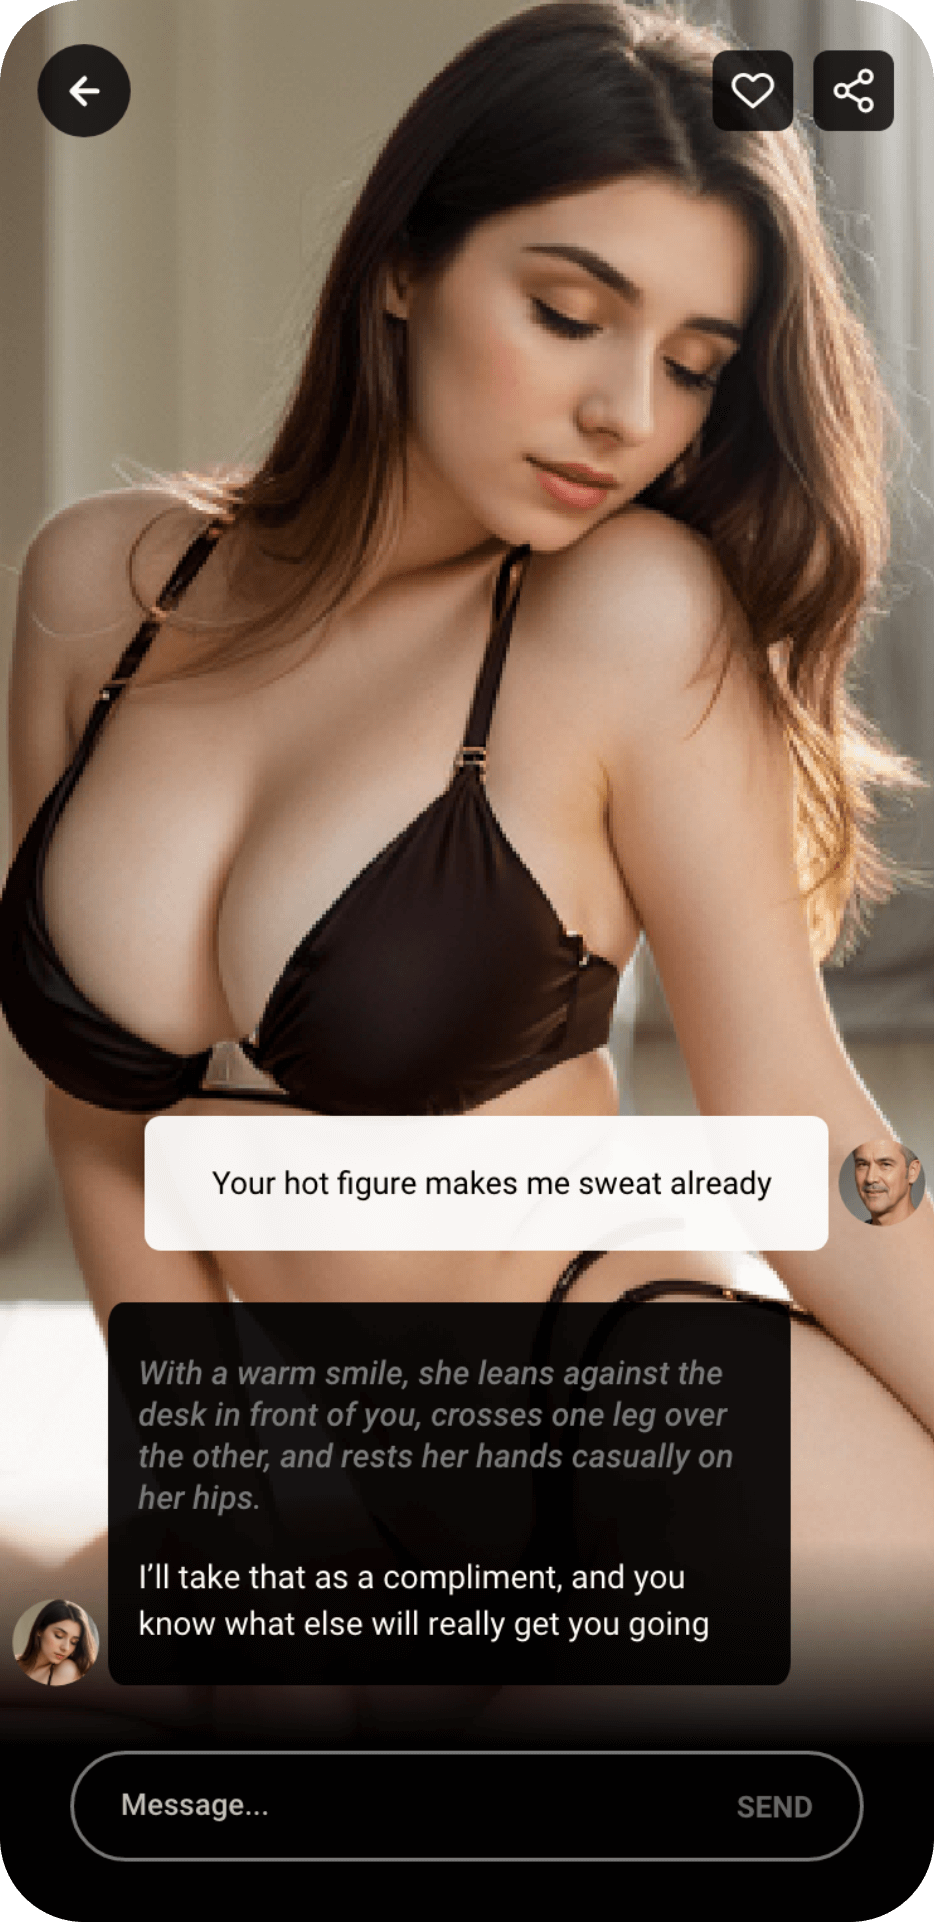 Your hot figure makes me sweat already
With a warm smile, she leans against the
desk in front of you, crosses one leg over
the other, and rests her hands casually on
her hips.
I’ll take that as a compliment, and you
know what else will really get you going
Message...
SEND